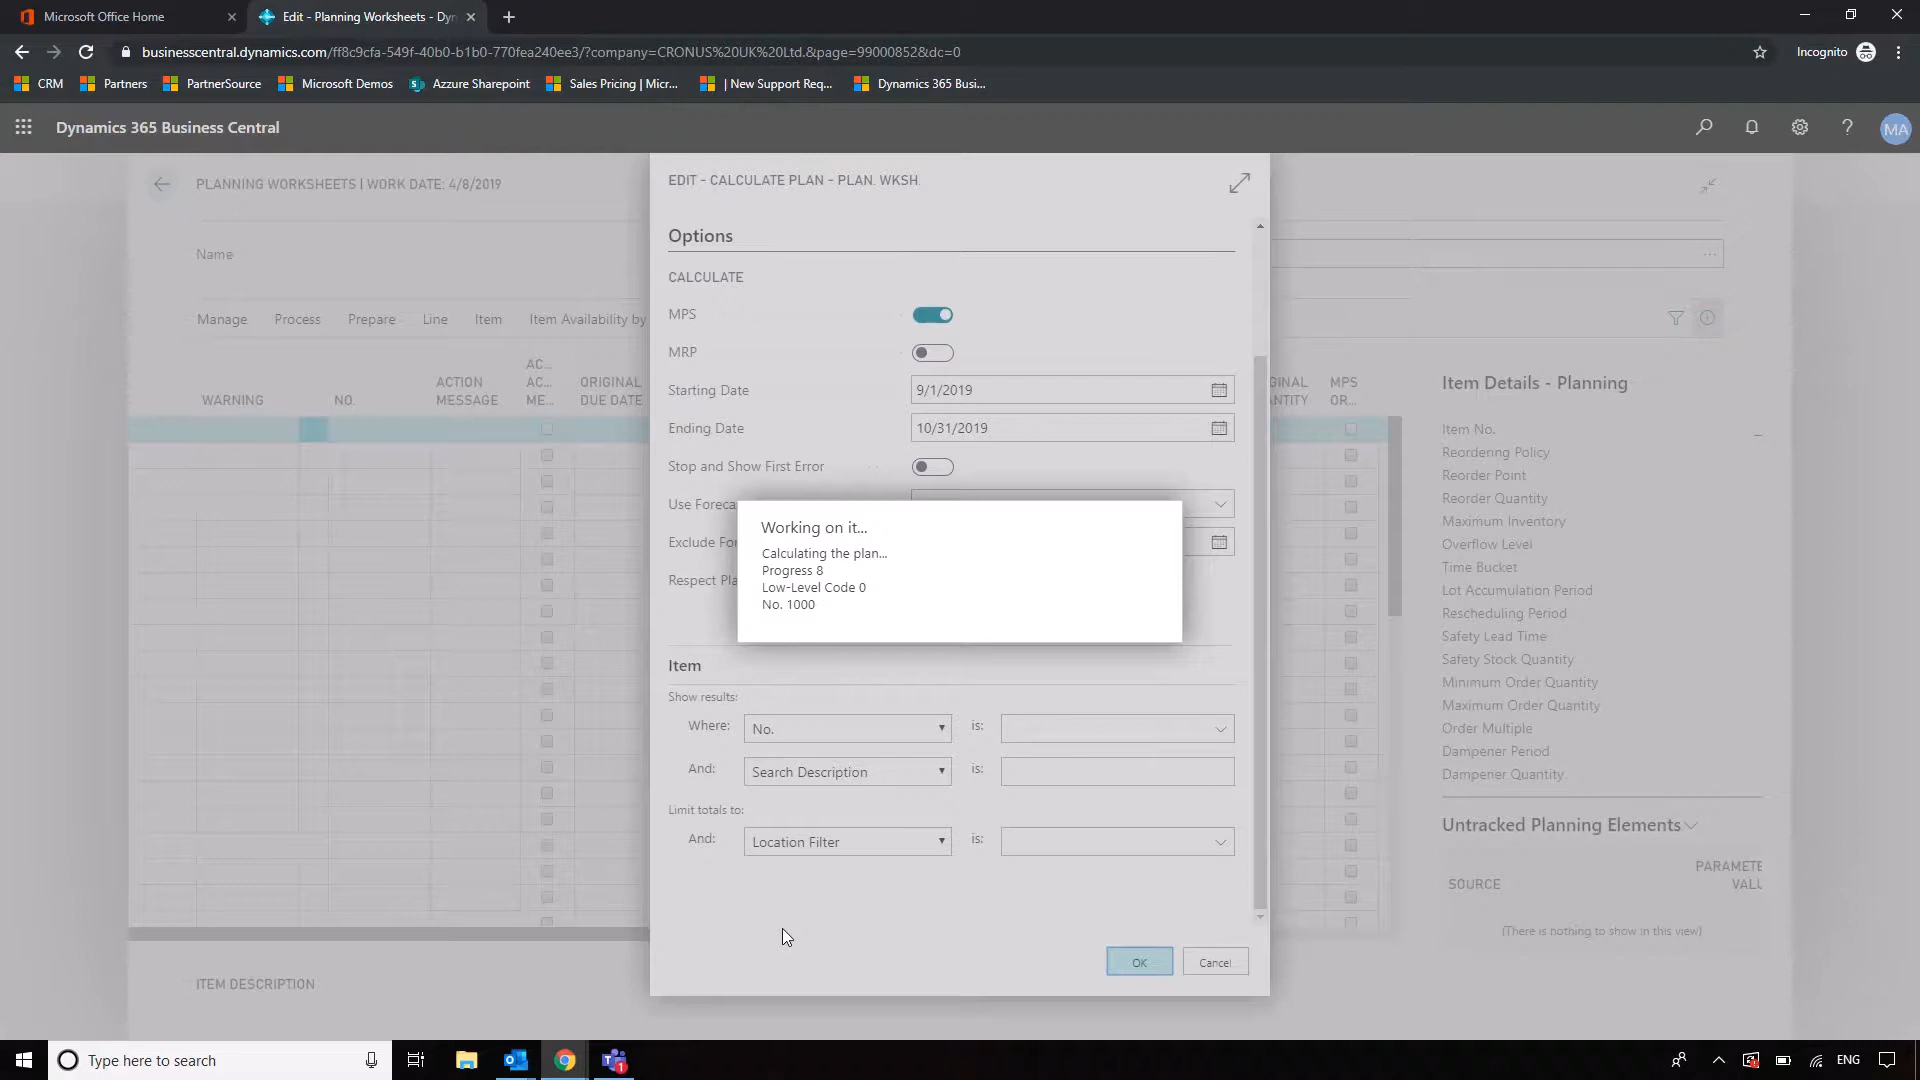 Microsoft Office Home
Edit - Planning Worksheets - Dyn
businesscentral.dynamics.com/ff8c9cfa-549f-40b0-b1b0-770fea240ee3/?company=CRONUS%20UK%20Ltd.&page=99000852&dc=0
Incognito
CRM
Partners
PartnerSource
Microsoft Demos
Azzure Sharepoint
Sales Pricing | Micr...
| New Support Req...
Dynamics 365 Busi...
Dynamics 365 Business Central
MA
PLANNING WORKSHEETS | WORK DATE: 4/8/2019
Name
Manage
Process
Prepare
Line
Item
Item Availability by
WARNING
NO.
ACTION
MESSAGE
AC...
AC...
ME...
ORIGINAL
DUE DATE
EDIT - CALCULATE PLAN - PLAN. WKSH.
Options
CALCULATE
MPS
MRP
Starting Date
9/1/2019
Ending Date
10/31/2019
Stop and Show First Error
Use Foreca
Exclude For
Respect Pla
Working on it...
Calculating the plan...
Progress 8
Low-Level Code 0
No. 1000
Item
Show results:
Where:
No.
is:
And:
Search Description
is:
Limit totals to:
And:
Location Filter
is:
OK
Cancel
GINAL
NTITY
MPS
OR...
Item Details - Planning
Item No.
Reordering Policy
Reorder Point
Reorder Quantity
Maximum Inventory
Overflow Level
Time Bucket
Lot Accumulation Period
Rescheduling Period
Safety Lead Time
Safety Stock Quantity
Minimum Order Quantity
Maximum Order Quantity
Order Multiple
Dampener Period
Dampener Quantity
Untracked Planning Elements
SOURCE
PARAMETE
VALU
(There is nothing to show in this view)
ITEM DESCRIPTION
Type here to search
1
ENG